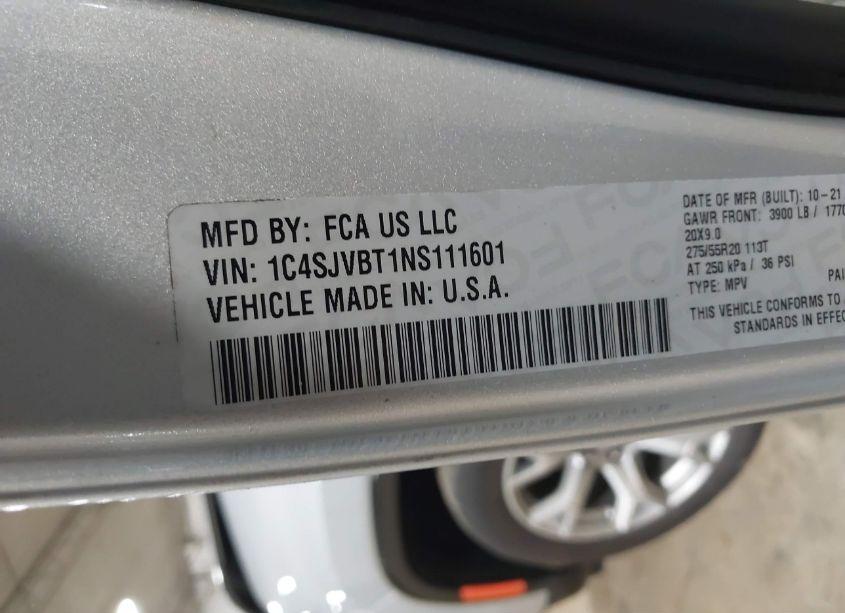 MFD BY: FCA US LLC
VIN: 1C4SJVBT1NS111601
VEHICLE MADE IN: U.S.A.
DATE OF MFR (BUILT): 10-21
GAWR FRONT: 3900 LB / 1770
20X9.0
275/55R20 113T
AT 250 kPa / 36 PSI
TYPE: MPV
THIS VEHICLE CONFORMS TO
STANDARDS IN EFFEC